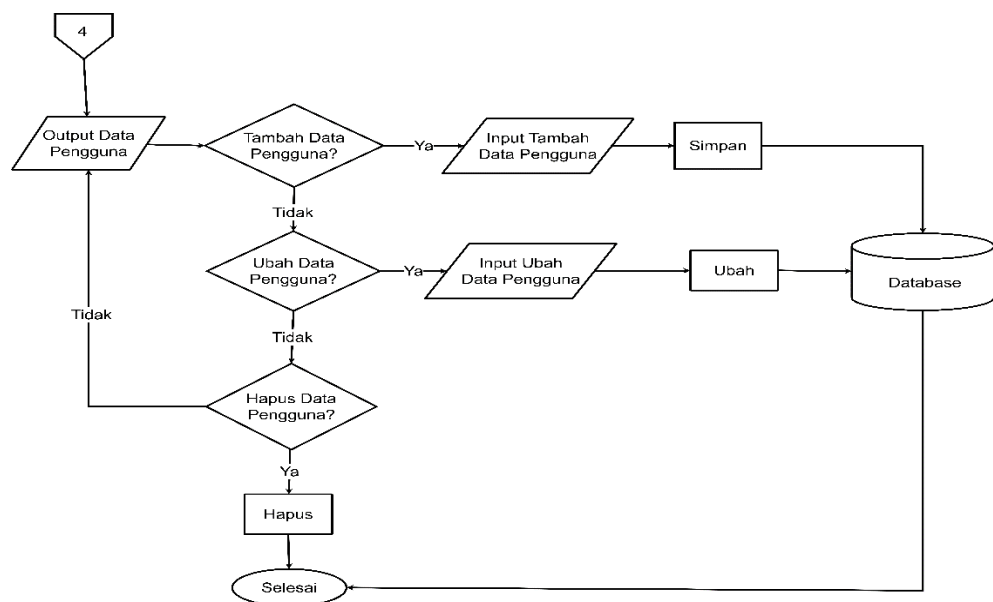 4
Output Data
Pengguna
Tambah Data
Pengguna?
Ya
Input Tambah
Data Pengguna
Simpan
Tidak
Ubah Data
Pengguna?
Ya
Input Ubah
Data Pengguna
Ubah
Database
Tidak
Tidak
Hapus Data
Pengguna?
Ya
Hapus
Selesai